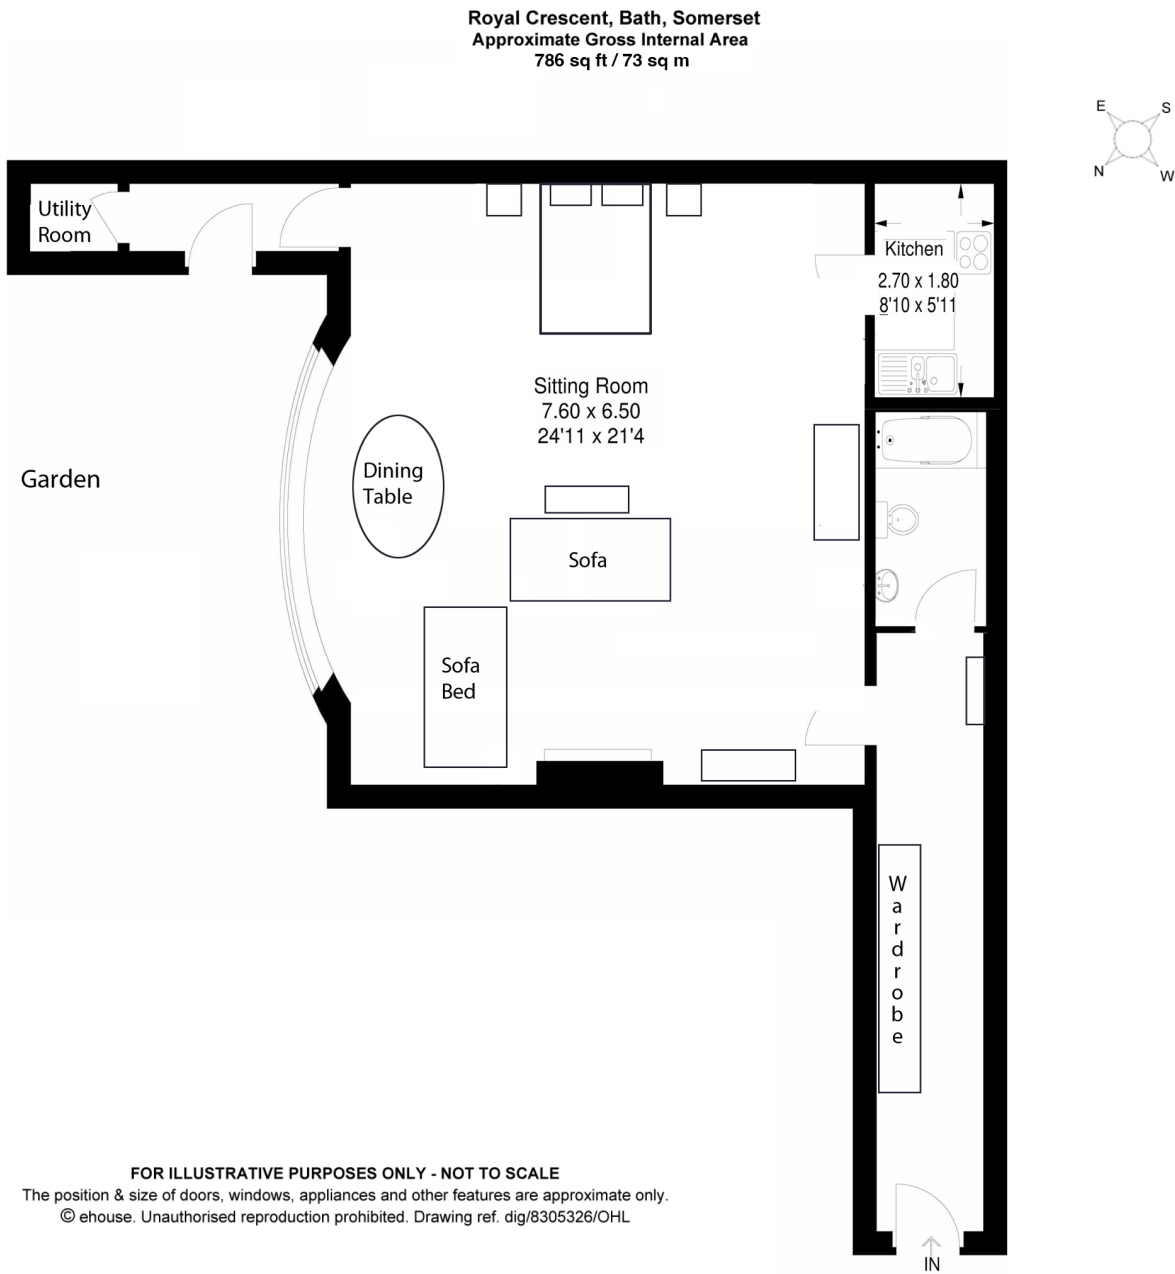 Royal Crescent, Bath, Somerset
Approximate Gross Internal Area
786 sq ft / 73 sq m
E
S
N
W
Utility
Room
Kitchen
2.70 x 1.80
8'10 x 5'11
Sitting Room
7.60 x 6.50
24'11 x 21'4
Garden
Dining
Table
Sofa
Sofa
Bed
W
a
r
d
r
o
b
e
FOR ILLUSTRATIVE PURPOSES ONLY - NOT TO SCALE
The position & size of doors, windows, appliances and other features are approximate only.
© ehouse. Unauthorised reproduction prohibited. Drawing ref. dig/8305326/OHL
IN